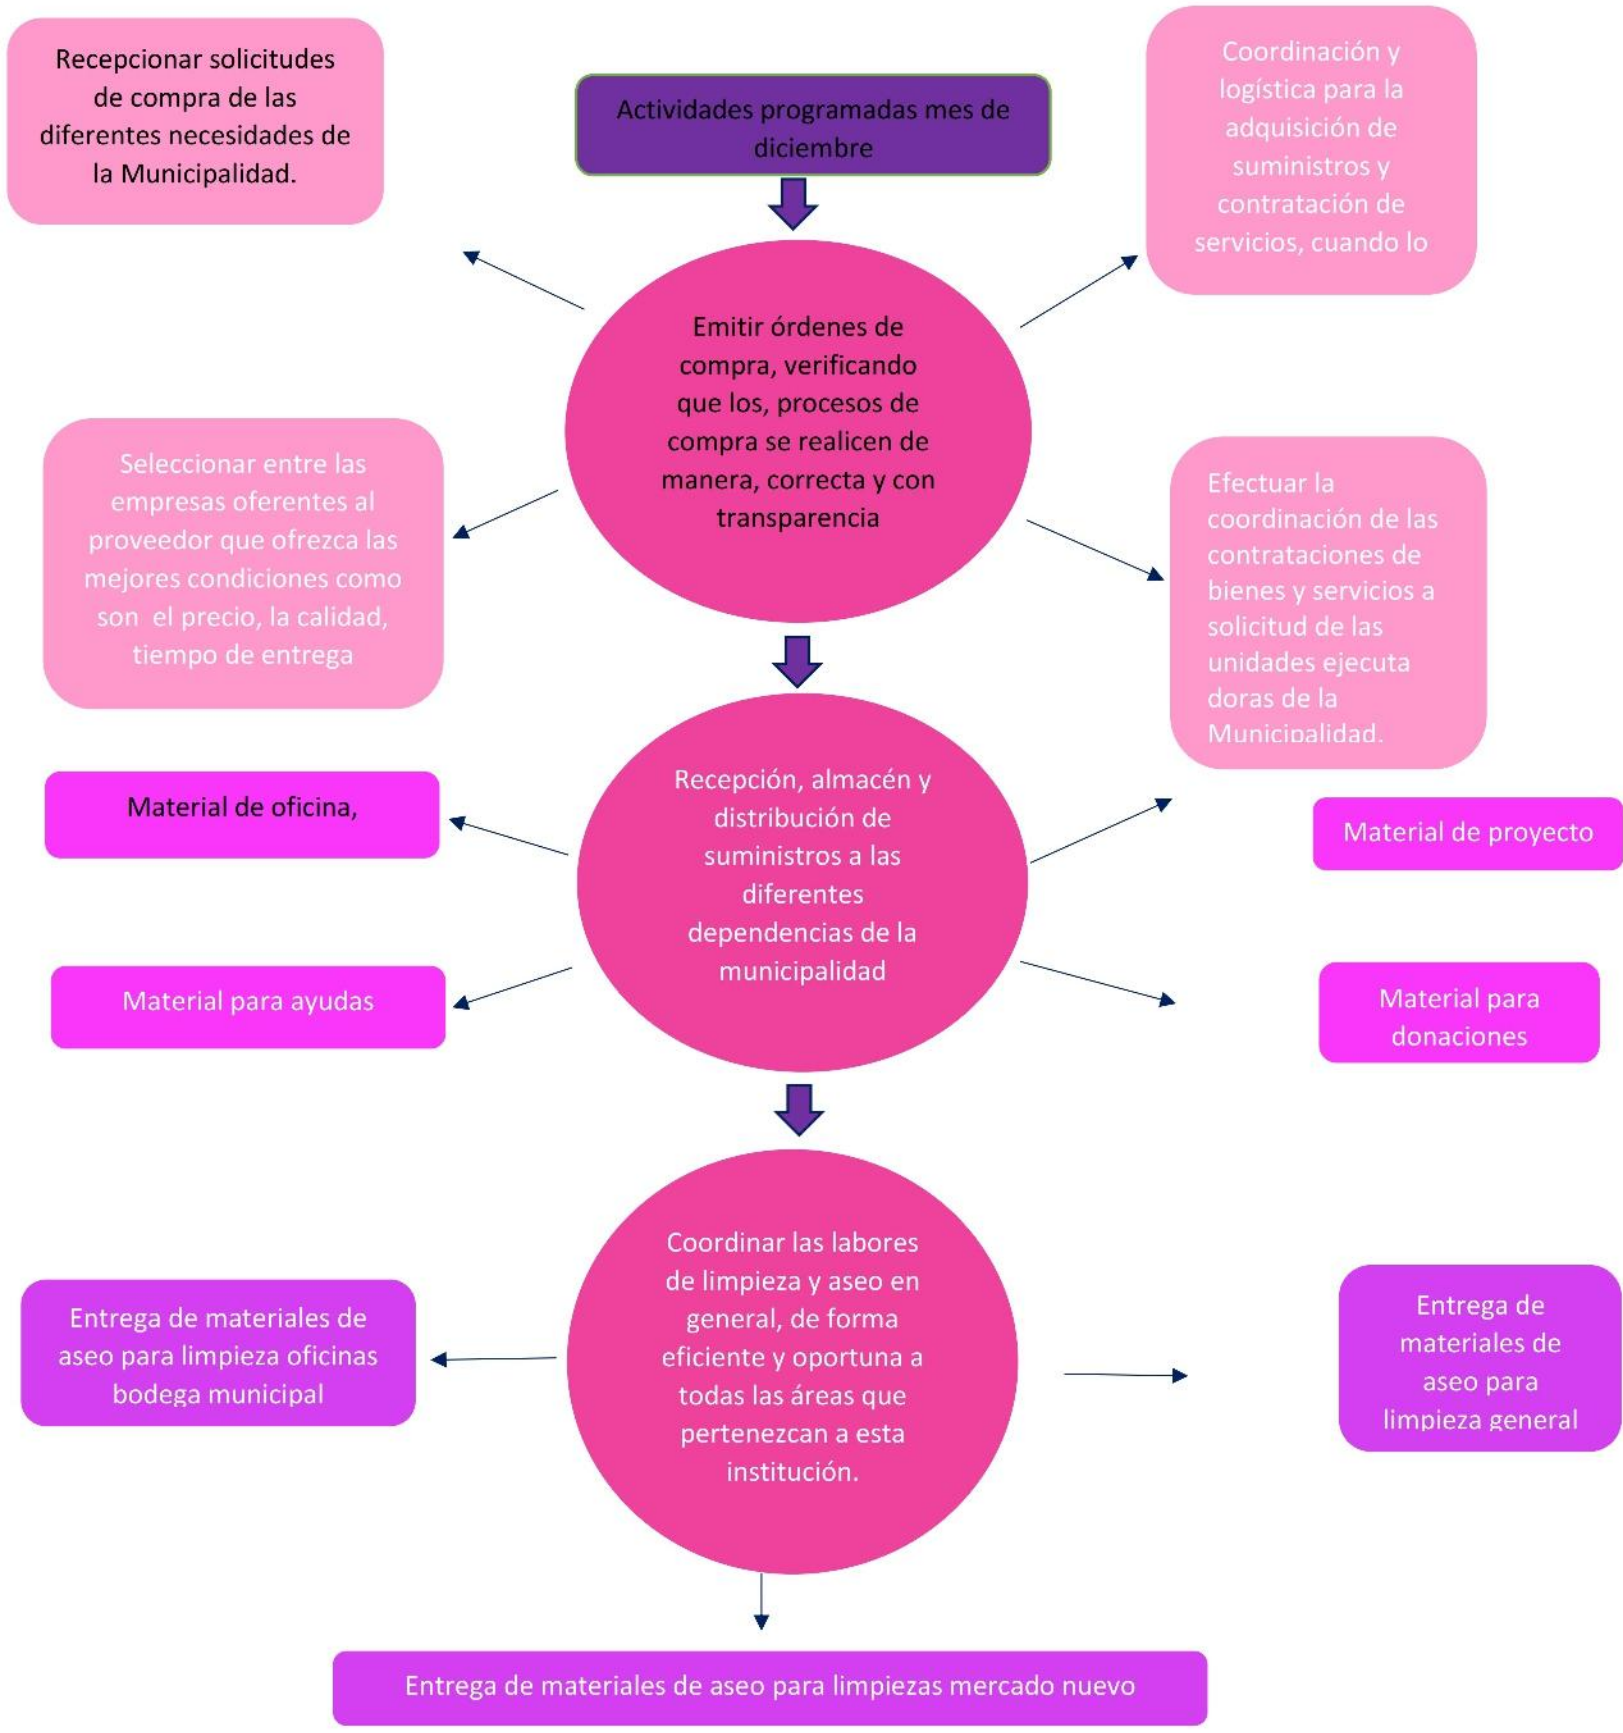 Recepcionar solicitudes
de compra de las
diferentes necesidades de
la Municipalidad.
Actividades programadas mes de
diciembre
Coordinación y
logística para la
adquisición de
suministros y
contratación de
servicios, cuando lo
Emitir órdenes de
compra, verificando
que los, procesos de
compra se realicen de
manera, correcta y con
transparencia
Seleccionar entre las
empresas oferentes al
proveedor que ofrezca las
mejores condiciones como
son  el precio, la calidad,
tiempo de entrega
Efectuar la
coordinación de las
contrataciones de
bienes y servicios a
solicitud de las
unidades ejecuta
doras de la
Municipalidad.
Recepción, almacén y
distribución de
suministros a las
diferentes
dependencias de la
municipalidad
Material de oficina,
Material de proyecto
Material para ayudas
Material para
donaciones
Coordinar las labores
de limpieza y aseo en
general, de forma
eficiente y oportuna a
todas las áreas que
pertenezcan a esta
institución.
Entrega de materiales de
aseo para limpieza oficinas
bodega municipal
Entrega de
materiales de
aseo para
limpieza general
Entrega de materiales de aseo para limpiezas mercado nuevo